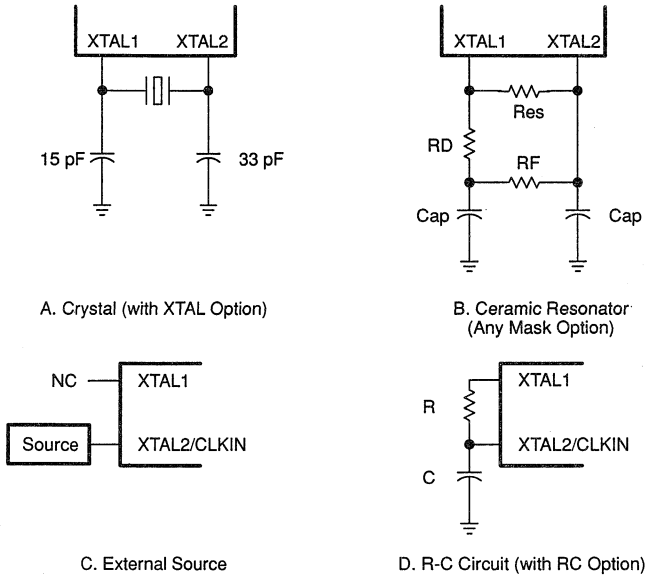 XTAL1 XTAL2
15 pF 33 pF
A. Crystal (with XTAL Option)
XTAL1 XTAL2
Res
RD
RF
Cap Cap
B. Ceramic Resonator
(Any Mask Option)
NC XTAL1
Source XTAL2/CLKIN
C. External Source
XTAL1
R
XTAL2/CLKIN
C
D. R-C Circuit (with RC Option)